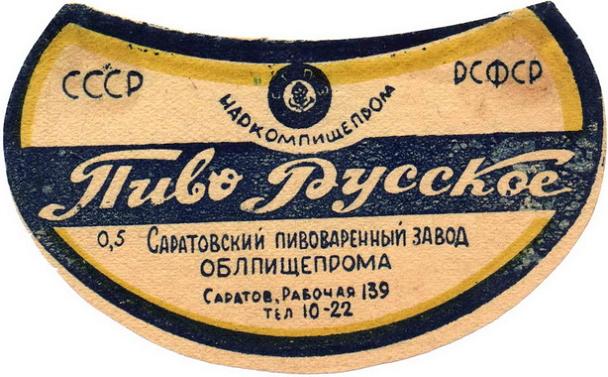 СССР
РСФСР
НАРКОМПИЩЕПРОМ
Пиво Русское
0,5 САРАТОВСКИЙ ПИВОВАРЕННЫЙ ЗАВОД
ОБЛПИЩЕПРОМА
САРАТОВ, РАБОЧАЯ 139
ТЕЛ 10-22